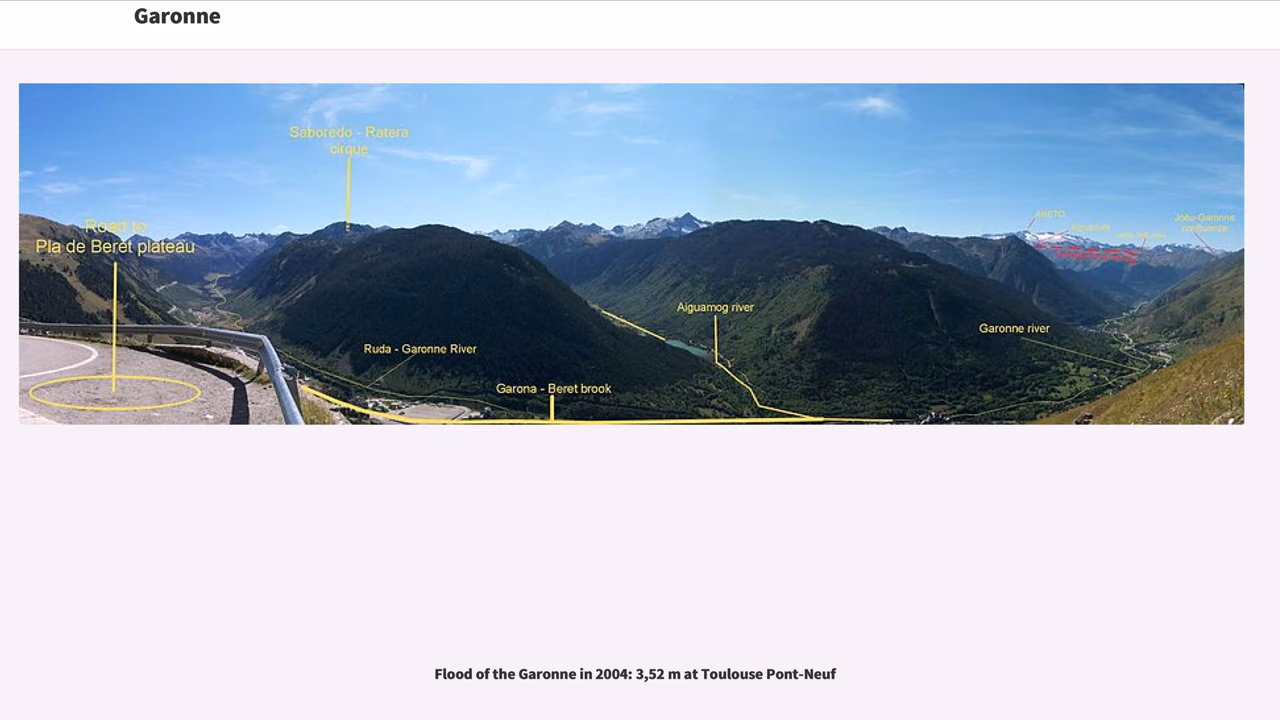 Garonne
Saboredo - Ratera
cirque
Road to
Pla de Beret plateau
ANETO
Joèu-Garonne
confluence
Aiguamog river
Garonne river
Ruda - Garonne River
Garona - Beret brook
Flood of the Garonne in 2004: 3,52 m at Toulouse Pont-Neuf